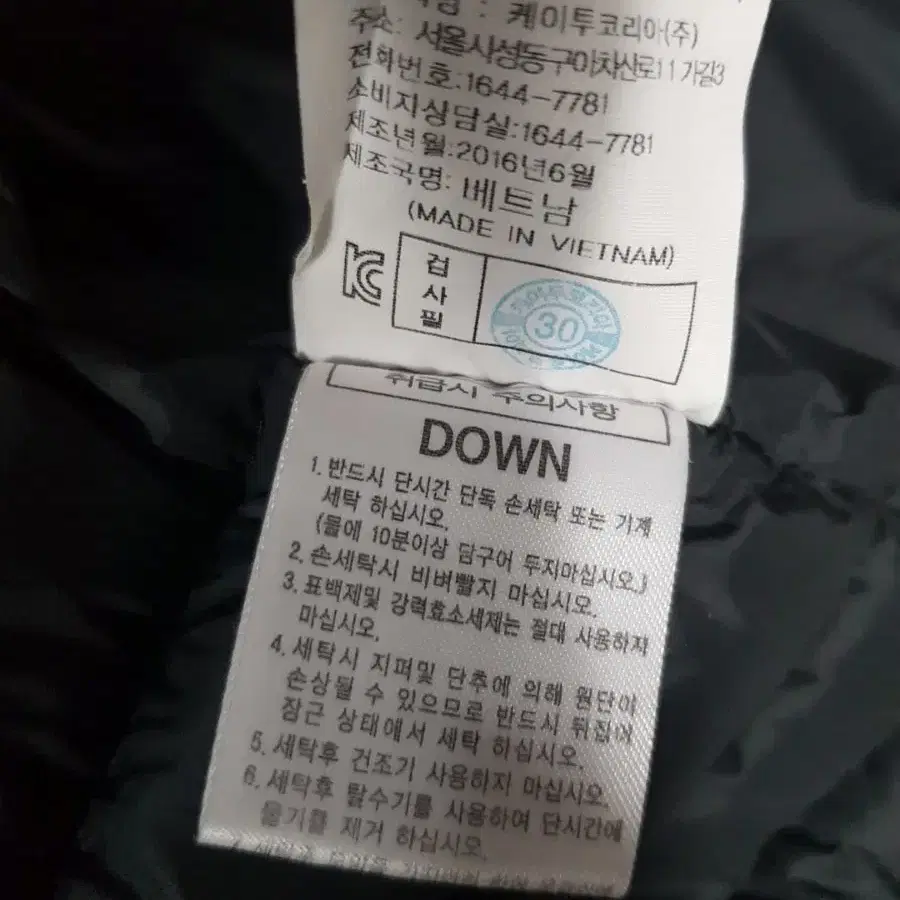 명 : 케이투코리아(주)
주소: 서울시성동구아차산로11가길3
전화번호:1644-7781
소비자상담실:1644-7781
제조년월:2016년6월
제조국명: 베트남
(MADE IN VIETNAM)
검사필
30
취급시 주의사항
DOWN
1. 반드시 단시간 단독 손세탁 또는 기계
세탁 하십시오.
(물에 10분이상 담구어 두지마십시오.)
2. 손세탁시 비벼빨지 마십시오.
3. 표백제및 강력효소세제는 절대 사용하지
마십시오.
4. 세탁시 지퍼및 단추에 의해 원단이
손상될 수 있으므로 반드시 뒤집어
잠근 상태에서 세탁 하십시오.
5. 세탁후 건조기 사용하지 마십시오.
6. 세탁후 탈수기를 사용하여 단시간에
물기를 제거 하십시오.